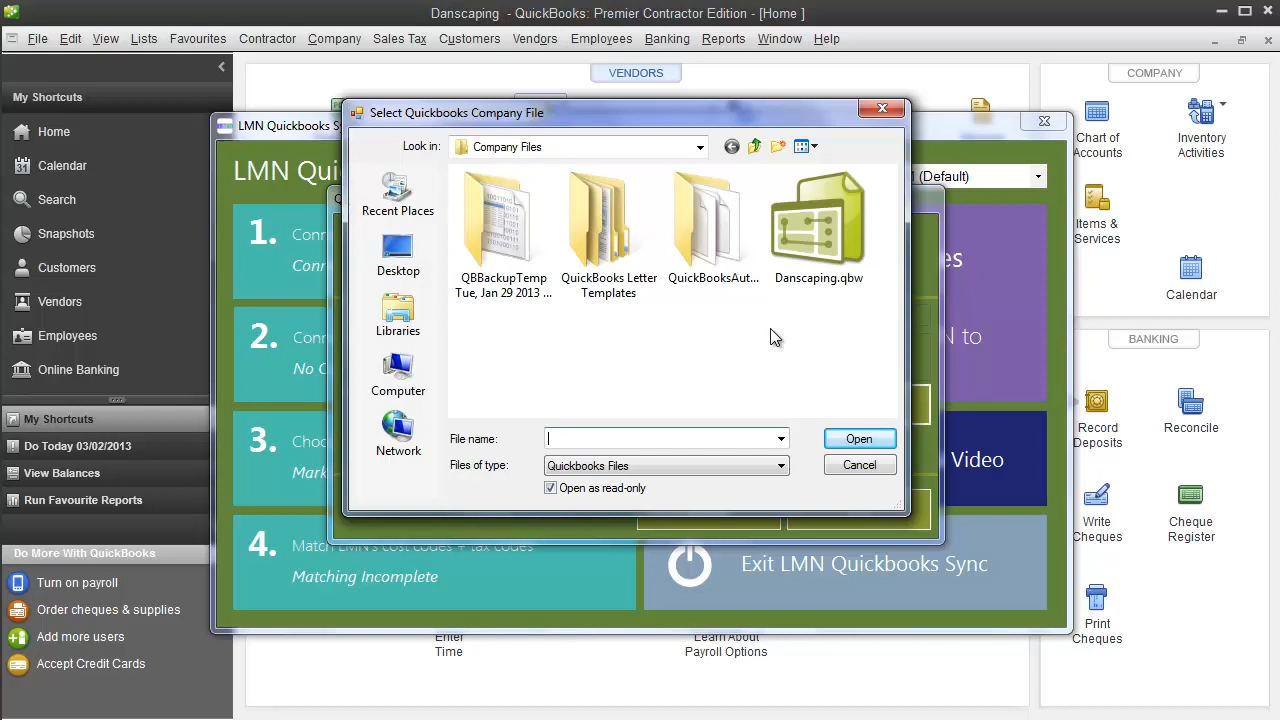 Danscaping - QuickBooks: Premier Contractor Edition - [Home ]
File Edit View Lists Favourites Contractor Company Sales Tax Customers Vendors Employees Banking Reports Window Help
My Shortcuts
Home
Calendar
Search
Snapshots
Customers
Vendors
Employees
Online Banking
My Shortcuts
Do Today 03/02/2013
View Balances
Run Favourite Reports
Do More With QuickBooks
Turn on payroll
Order cheques & supplies
Add more users
Accept Credit Cards
VENDORS
LMN Quickbooks S
LMN Qui
(Default)
1.
Conn
Conn
2.
Conn
No C
3.
Choo
Mark
4.
Match LMN's cost codes + tax codes
Matching Incomplete
es
N to
Video
Exit LMN Quickbooks Sync
Enter
Time
Learn About
Payroll Options
Select Quickbooks Company File
Look in:
Company Files
Recent Places
Desktop
Libraries
Computer
Network
QBBackupTemp
Tue, Jan 29 2013 ...
QuickBooks Letter
Templates
QuickBooksAut...
Danscaping.qbw
File name:
Open
Files of type:
Quickbooks Files
Cancel
Open as read-only
COMPANY
Chart of
Accounts
Inventory
Activities
Items &
Services
Calendar
BANKING
Record
Deposits
Reconcile
Write
Cheques
Cheque
Register
Print
Cheques